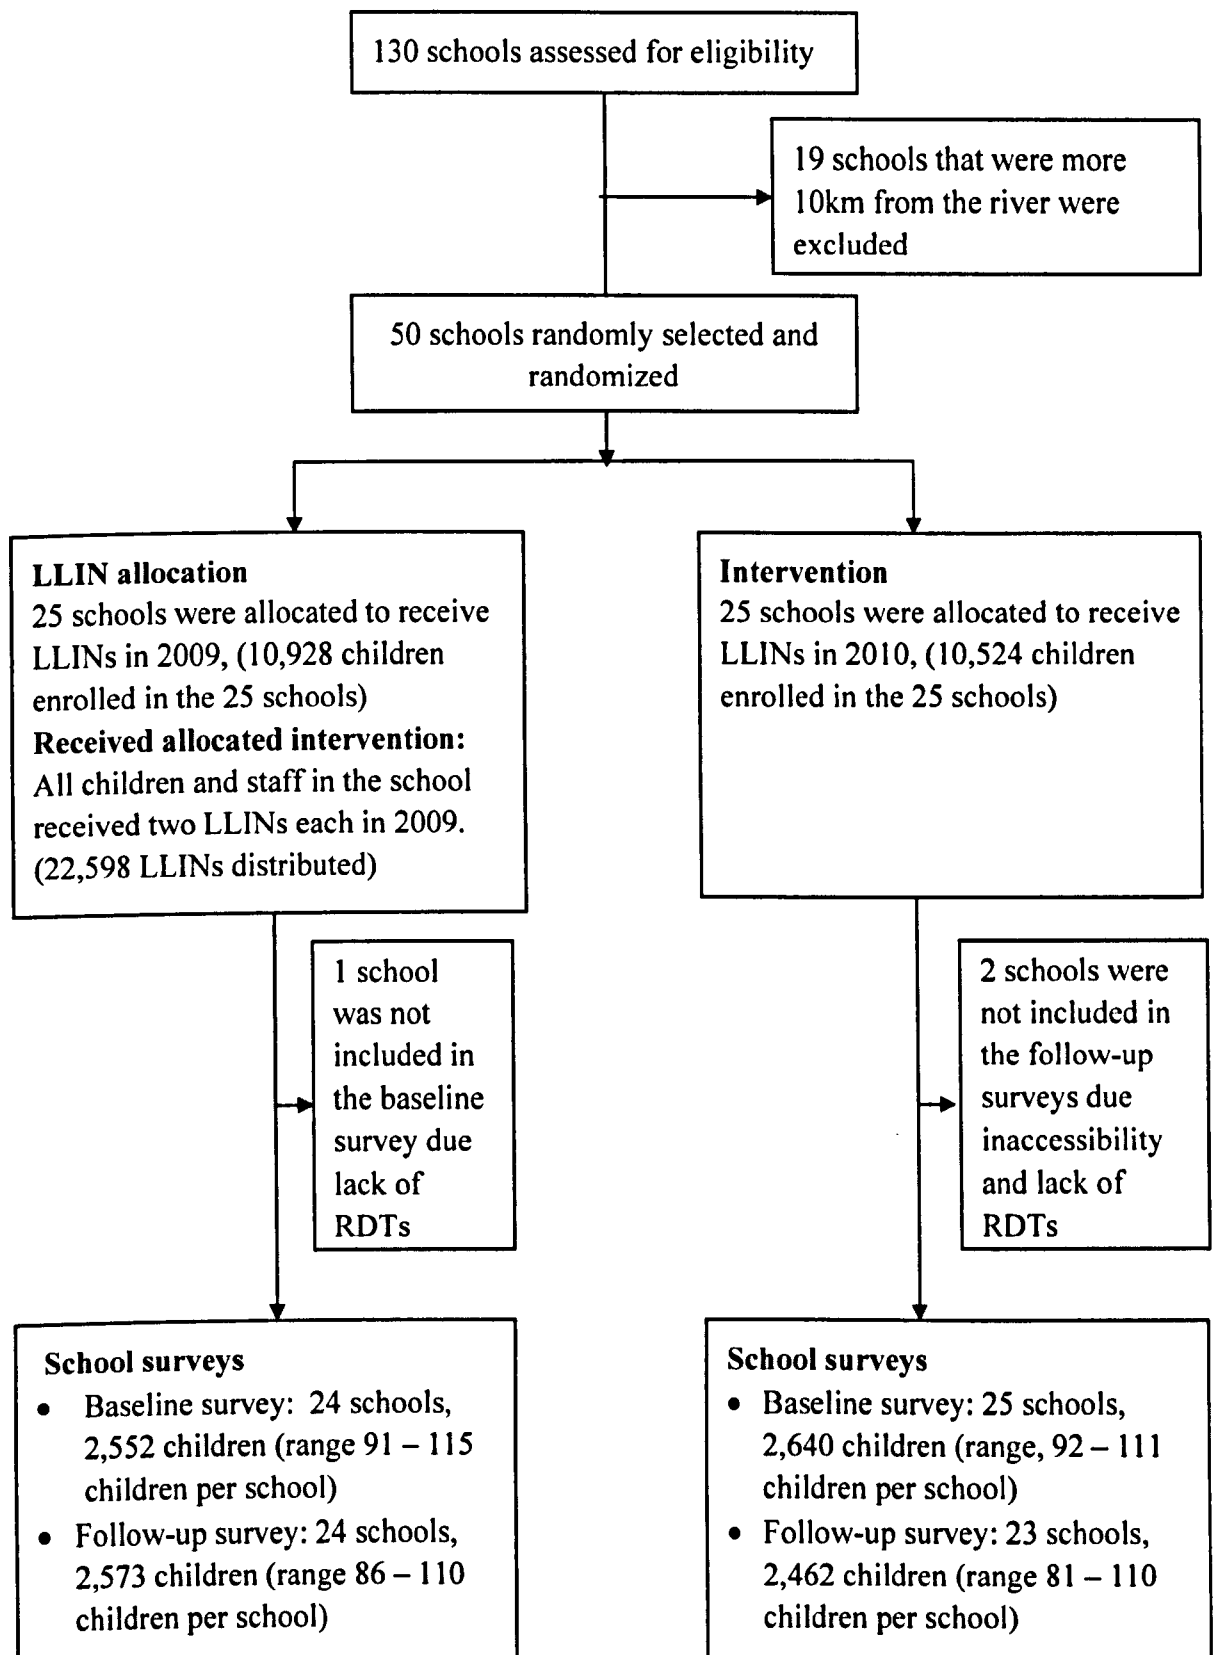 130 schools assessed for eligibility
19 schools that were more
10km from the river were
excluded
50 schools randomly selected and
randomized
LLIN allocation
25 schools were allocated to receive
LLINs in 2009, (10,928 children
enrolled in the 25 schools)
Received allocated intervention:
All children and staff in the school
received two LLINs each in 2009.
(22,598 LLINs distributed)
Intervention
25 schools were allocated to receive
LLINs in 2010, (10,524 children
enrolled in the 25 schools)
1 school
was not
included in
the baseline
survey due
lack of
RDTs
2 schools were
not included in
the follow-up
surveys due
inaccessibility
and lack of
RDTs
School surveys
• Baseline survey: 24 schools,
2,552 children (range 91 – 115
children per school)
• Follow-up survey: 24 schools,
2,573 children (range 86 – 110
children per school)
School surveys
• Baseline survey: 25 schools,
2,640 children (range, 92 – 111
children per school)
• Follow-up survey: 23 schools,
2,462 children (range 81 – 110
children per school)